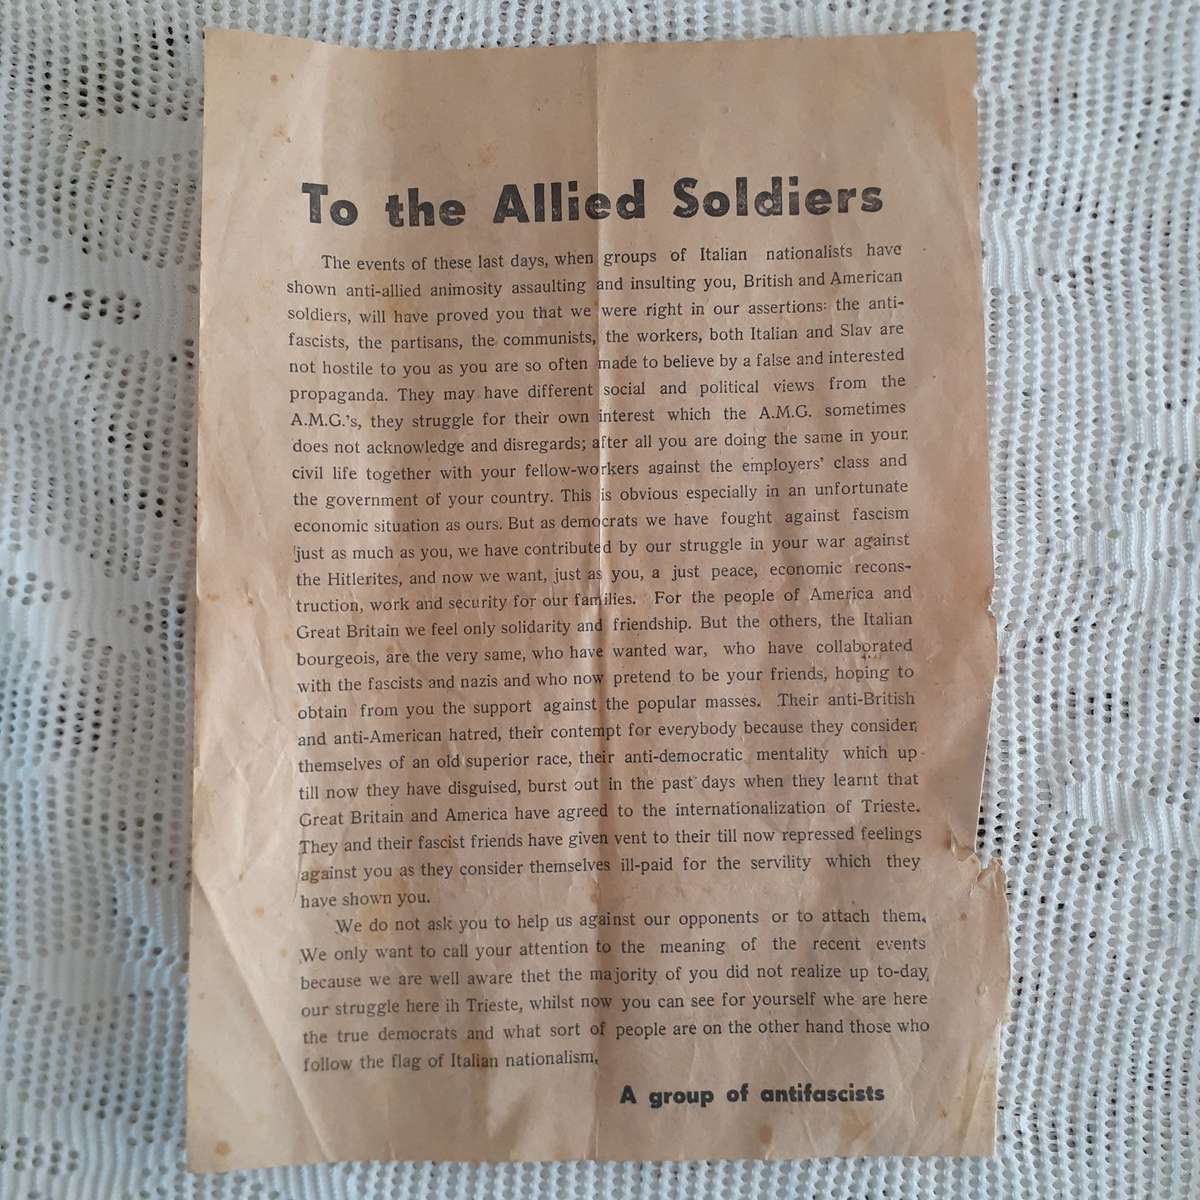 To the Allied Soldiers
The events of these last days, when groups of Italian nationalists have
shown anti-allied animosity assaulting and insulting you, British and American
soldiers, will have proved you that we were right in our assertions: the anti-
fascists, the partisans, the communists, the workers, both Italian and Slav are
not hostile to you as you are so often made to believe by a false and interested
propaganda. They may have different social and political views from the
A.M.G.'s, they struggle for their own interest which the A.M.G. sometimes
does not acknowledge and disregards; after all you are doing the same in your
civil life together with your fellow-workers against the employers' class and
the government of your country. This is obvious especially in an unfortunate
economic situation as ours. But as democrats we have fought against fascism
just as much as you, we have contributed by our struggle in your war against
the Hitlerites, and now we want, just as you, a just peace, economic recons-
truction, work and security for our families. For the people of America and
Great Britain we feel only solidarity and friendship. But the others, the Italian
bourgeois, are the very same, who have wanted war, who have collaborated
with the fascists and nazis and who now pretend to be your friends, hoping to
obtain from you the support against the popular masses. Their anti-British
and anti-American hatred, their contempt for everybody because they consider
themselves of an old superior race, their anti-democratic mentality which up
till now they have disguised, burst out in the past days when they learnt that
Great Britain and America have agreed to the internationalization of Trieste.
They and their fascist friends have given vent to their till now repressed feelings
against you as they consider themselves ill-paid for the servility which they
have shown you.
We do not ask you to help us against our opponents or to attach them.
We only want to call your attention to the meaning of the recent events
because we are well aware thet the majority of you did not realize up to-day,
our struggle here ih Trieste, whilst now you can see for yourself whe are here
the true democrats and what sort of people are on the other hand those who
follow the flag of Italian nationalism.
A group of antifascists